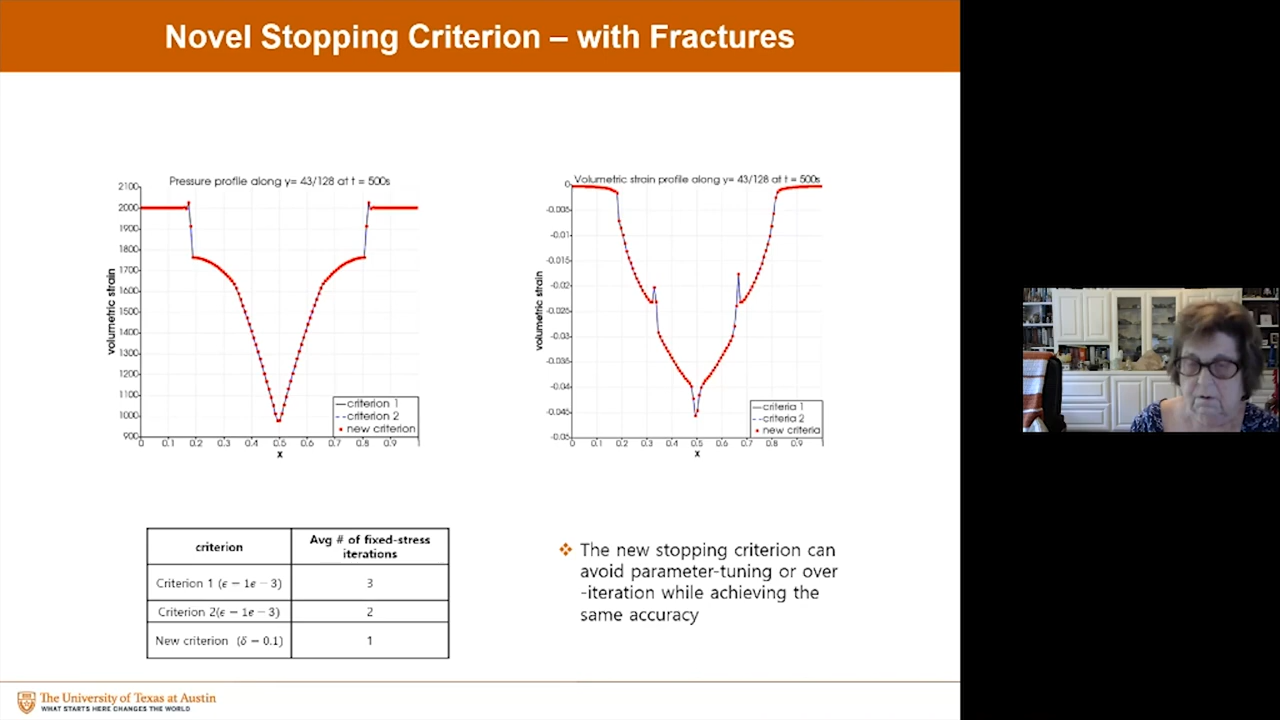 Novel Stopping Criterion – with Fractures
Pressure profile along y= 43/128 at t = 500s
2100
2000
1900
1800
1700
1600
1500
1400
1300
1200
1100
1000
900
volumetric strain
0 0.1 0.2 0.3 0.4 0.5 0.6 0.7 0.8 0.9 1
x
criterion 1
criterion 2
new criterion
Volumetric strain profile along y= 43/128 at t = 500s
0
-0.005
-0.01
-0.015
-0.02
-0.025
-0.03
-0.035
-0.04
-0.045
-0.05
volumetric strain
0 0.1 0.2 0.3 0.4 0.5 0.6 0.7 0.8 0.9 1
x
criteria 1
criteria 2
new criteria
criterion
Avg # of fixed-stress
iterations
Criterion 1 (ϵ − 1e − 3)
3
Criterion 2(ϵ − 1e − 3)
2
New criterion (δ − 0.1)
1
❖ The new stopping criterion can
avoid parameter-tuning or over
-iteration while achieving the
same accuracy
The University of Texas at Austin
WHAT STARTS HERE CHANGES THE WORLD